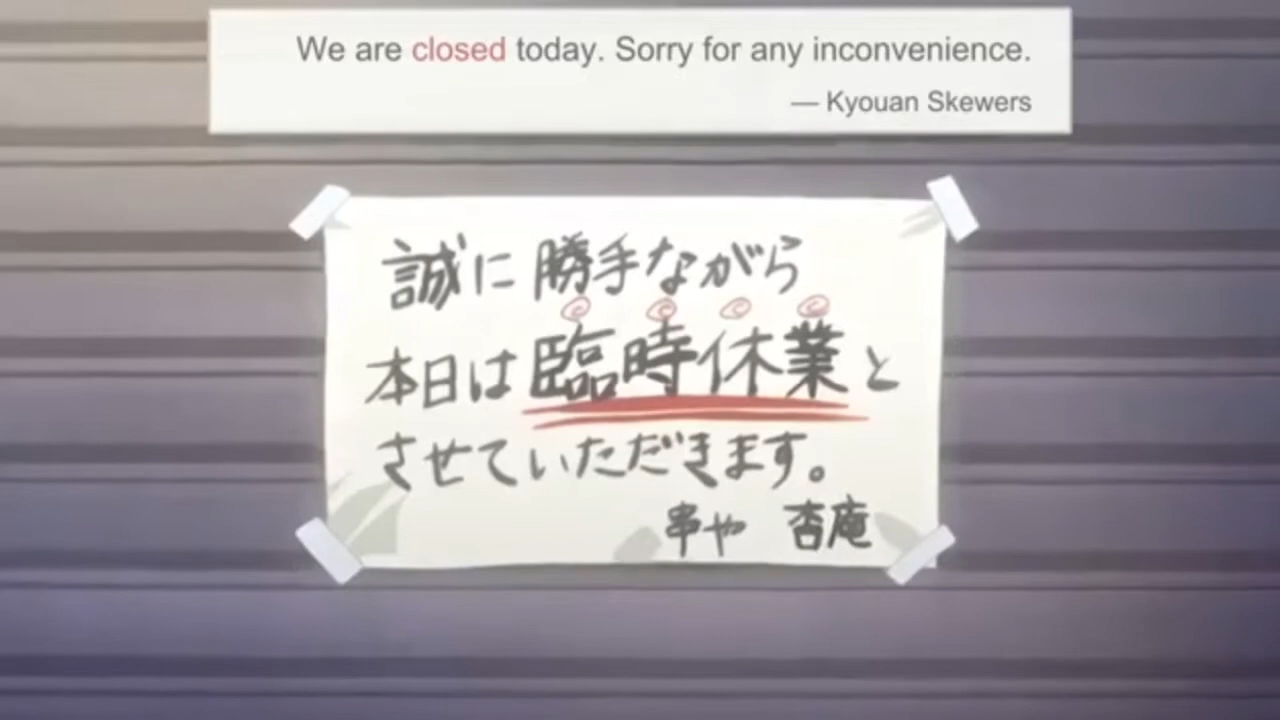 We are closed today. Sorry for any inconvenience.
— Kyouan Skewers
誠に勝手ながら
本日は臨時休業と
させていただきます。
串や 杏庵